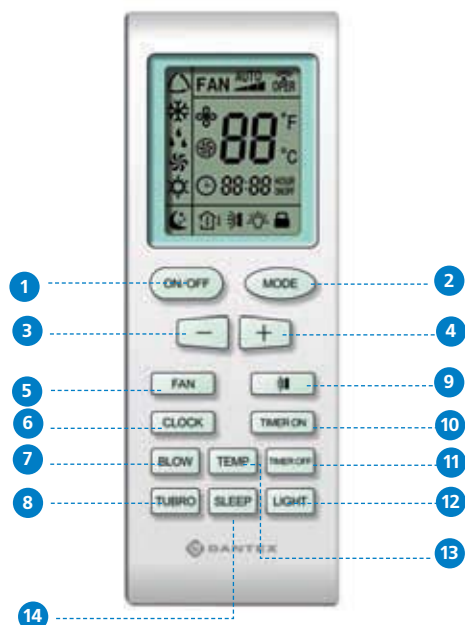 FAN AUTO OPER
88 °F
°C
88:88 HOUR
ON/OFF
1 ON-OFF MODE 2
3 − + 4
5 FAN 9
6 CLOCK TIMER ON 10
7 BLOW TEMP TIMER OFF 11
8 TUBRO SLEEP LIGHT 12
DANTEX
13
14